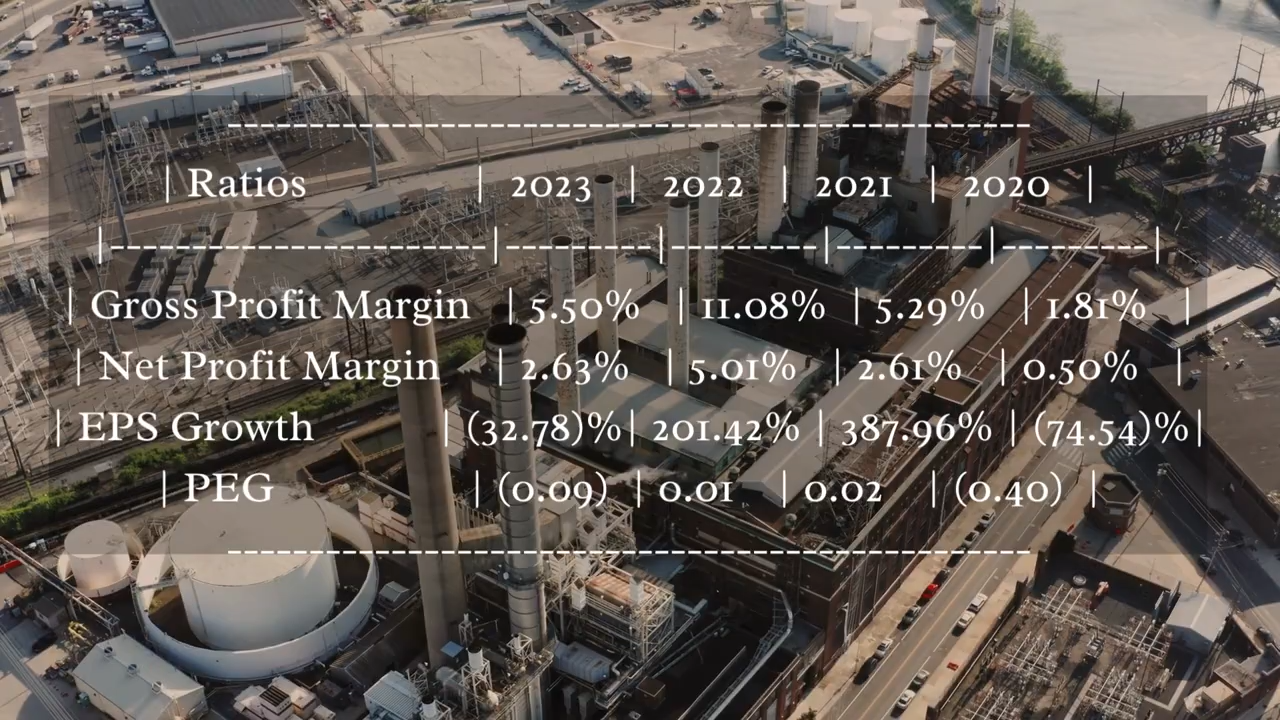 ------------------------------------------------
| Ratios | 2023 | 2022 | 2021 | 2020 |
|-----------------------|---------|---------|---------|---------|
| Gross Profit Margin | 5.50% | 11.08% | 5.29% | 1.81% |
| Net Profit Margin | 2.63% | 5.01% | 2.61% | 0.50% |
| EPS Growth | (32.78)%| 201.42% | 387.96% | (74.54)%|
| PEG | (0.09) | 0.01 | 0.02 | (0.40) |
------------------------------------------------